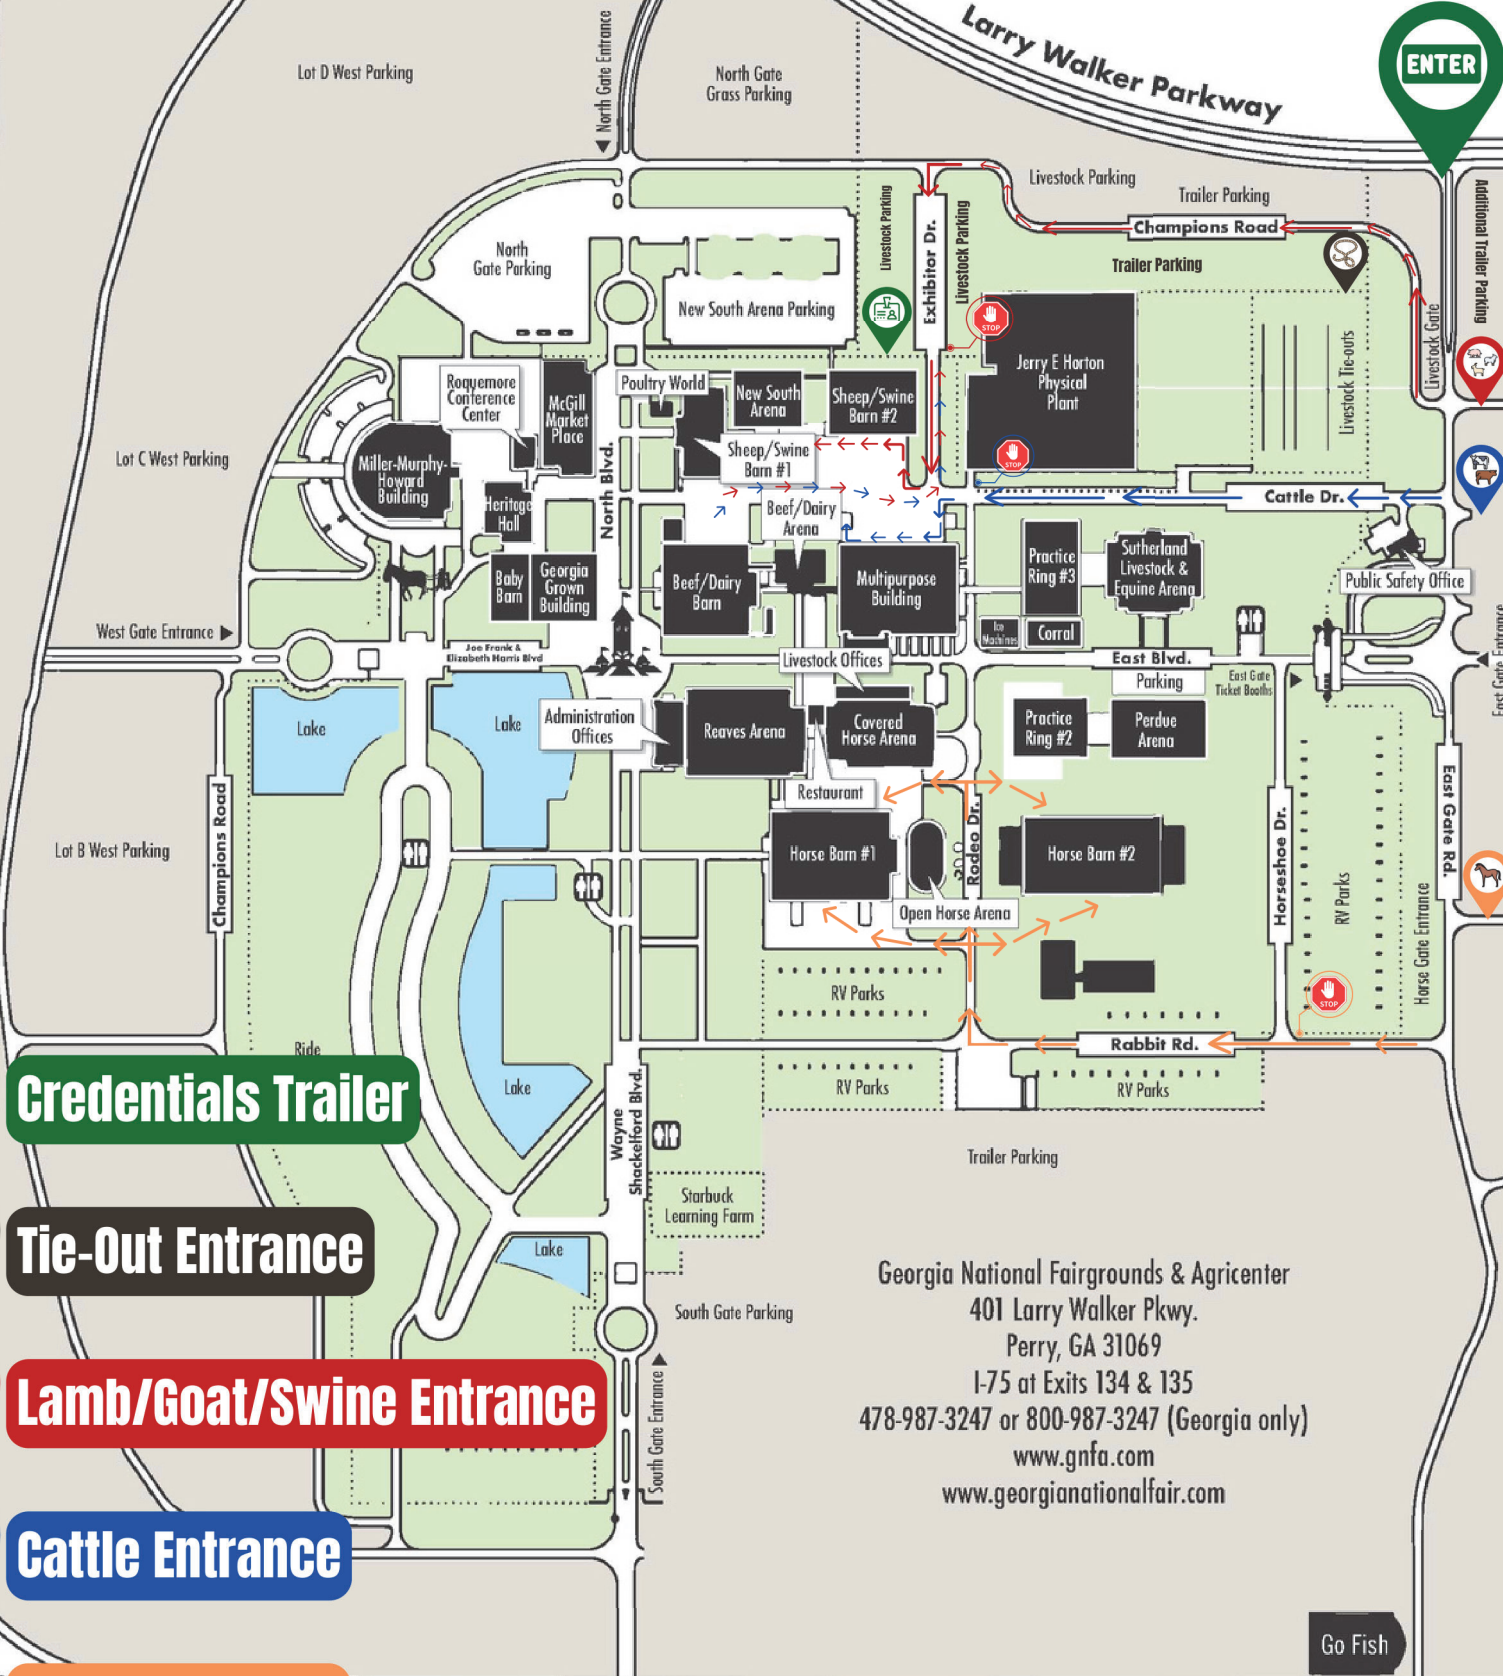 Larry Walker Parkway
ENTER
Lot D West Parking
North Gate Entrance
North Gate
Grass Parking
Livestock Parking
Trailer Parking
Additional Trailer Parking
Champions Road
Trailer Parking
Livestock Parking
Exhibitor Dr.
Livestock Parking
North
Gate Parking
New South Arena Parking
STOP
Livestock Gate
Livestock Tie-outs
Jerry E Horton
Physical
Plant
Roquemore
Conference
Center
McGill
Market
Place
Poultry World
New South
Arena
Sheep/Swine
Barn #2
Sheep/Swine
Barn #1
Lot C West Parking
Miller-Murphy-
Howard
Building
Heritage
Hall
North Blvd.
STOP
Cattle Dr.
Beef/Dairy
Arena
Baby
Barn
Georgia
Grown
Building
Beef/Dairy
Barn
Multipurpose
Building
Practice
Ring #3
Sutherland
Livestock &
Equine Arena
Public Safety Office
Ice
Machines
Corral
West Gate Entrance
Joe Frank &
Elizabeth Harris Blvd
Livestock Offices
East Blvd.
Parking
East Gate
Ticket Booths
East Gate Entrance
Lake
Lake
Administration
Offices
Reaves Arena
Covered
Horse Arena
Practice
Ring #2
Perdue
Arena
Restaurant
Champions Road
Lot B West Parking
Horse Barn #1
Rodeo Dr.
Horse Barn #2
Horseshoe Dr.
RV Parks
East Gate Rd.
Horse Gate Entrance
Open Horse Arena
RV Parks
STOP
Rabbit Rd.
Ride
Lake
RV Parks
RV Parks
Credentials Trailer
Wayne
Shackelford Blvd.
Trailer Parking
Starbuck
Learning Farm
Tie-Out Entrance
Lake
South Gate Parking
Georgia National Fairgrounds & Agricenter
401 Larry Walker Pkwy.
Perry, GA 31069
I-75 at Exits 134 & 135
478-987-3247 or 800-987-3247 (Georgia only)
www.gnfa.com
www.georgianationalfair.com
Lamb/Goat/Swine Entrance
South Gate Entrance
Cattle Entrance
Go Fish